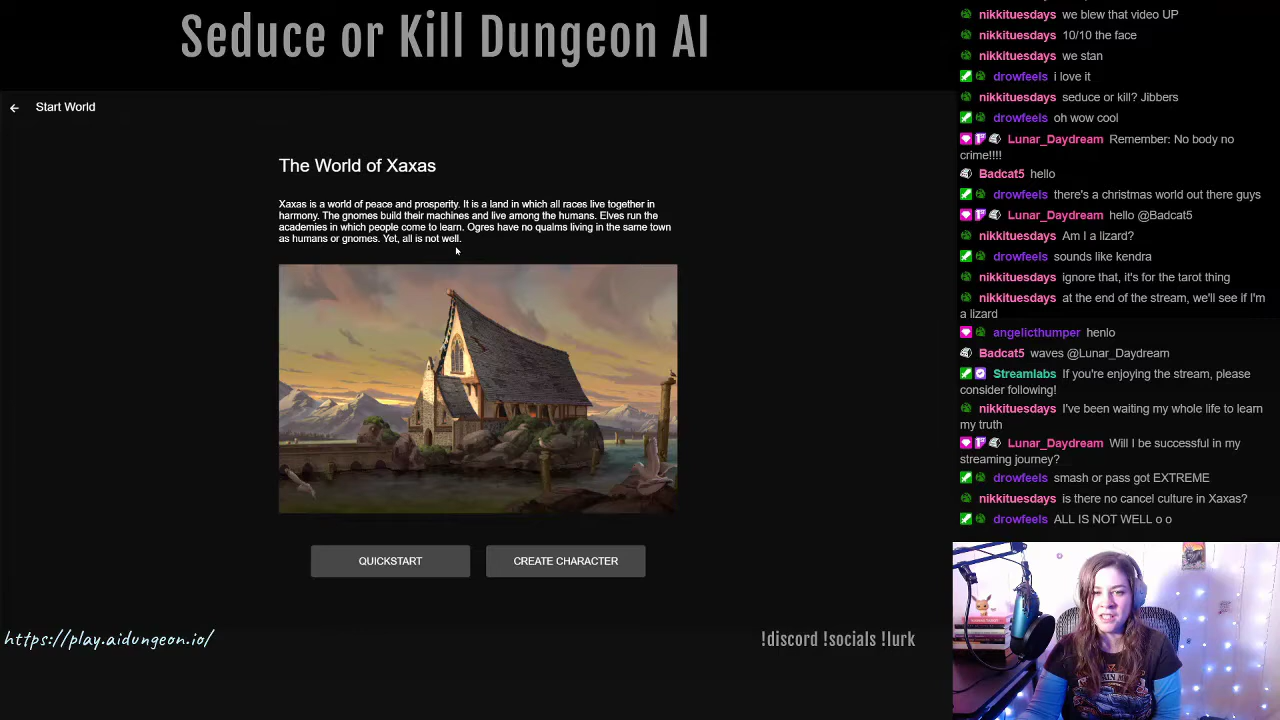 Seduce or Kill Dungeon AI
Start World
The World of Xaxas
Xaxas is a world of peace and prosperity. It is a land in which all races live together in
harmony. The gnomes build their machines and live among the humans. Elves run the
academies in which people come to learn. Ogres have no qualms living in the same town
as humans or gnomes. Yet, all is not well.
QUICKSTART
CREATE CHARACTER
https://play.aidungeon.io/
!discord !socials !lurk
nikkituesdays we blew that video UP
nikkituesdays 10/10 the face
nikkituesdays we stan
drowfeels i love it
nikkituesdays seduce or kill? Jibbers
drowfeels oh wow cool
Lunar_Daydream Remember: No body no
crime!!!!
Badcat5 hello
drowfeels there's a christmas world out there guys
Lunar_Daydream hello @Badcat5
nikkituesdays Am I a lizard?
drowfeels sounds like kendra
nikkituesdays ignore that, it's for the tarot thing
nikkituesdays at the end of the stream, we'll see if I'm
a lizard
angelicthumper henlo
Badcat5 waves @Lunar_Daydream
Streamlabs If you're enjoying the stream, please
consider following!
nikkituesdays I've been waiting my whole life to learn
my truth
Lunar_Daydream Will I be successful in my
streaming journey?
drowfeels smash or pass got EXTREME
nikkituesdays is there no cancel culture in Xaxas?
drowfeels ALL IS NOT WELL o o